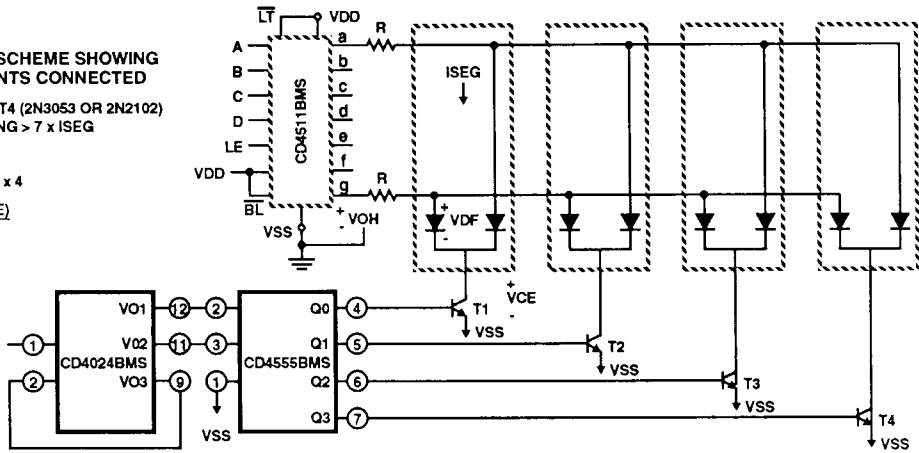 SCHEME SHOWING
NTS CONNECTED
T4 (2N3053 OR 2N2102)
NG > 7 x ISEG
x 4
E)
LT
VDD
A
B
C
D
LE
VDD
BL
CD4511BMS
a
b
c
d
e
f
g
R
R
VSS
+
-
VOH
ISEG
+
VDF
-
+
VCE
-
T1
VSS
T2
VSS
T3
VSS
T4
VSS
1
2
CD4024BMS
VO1
V02
VO3
12
11
9
2
3
1
VSS
CD4555BMS
Q0
Q1
Q2
Q3
4
5
6
7